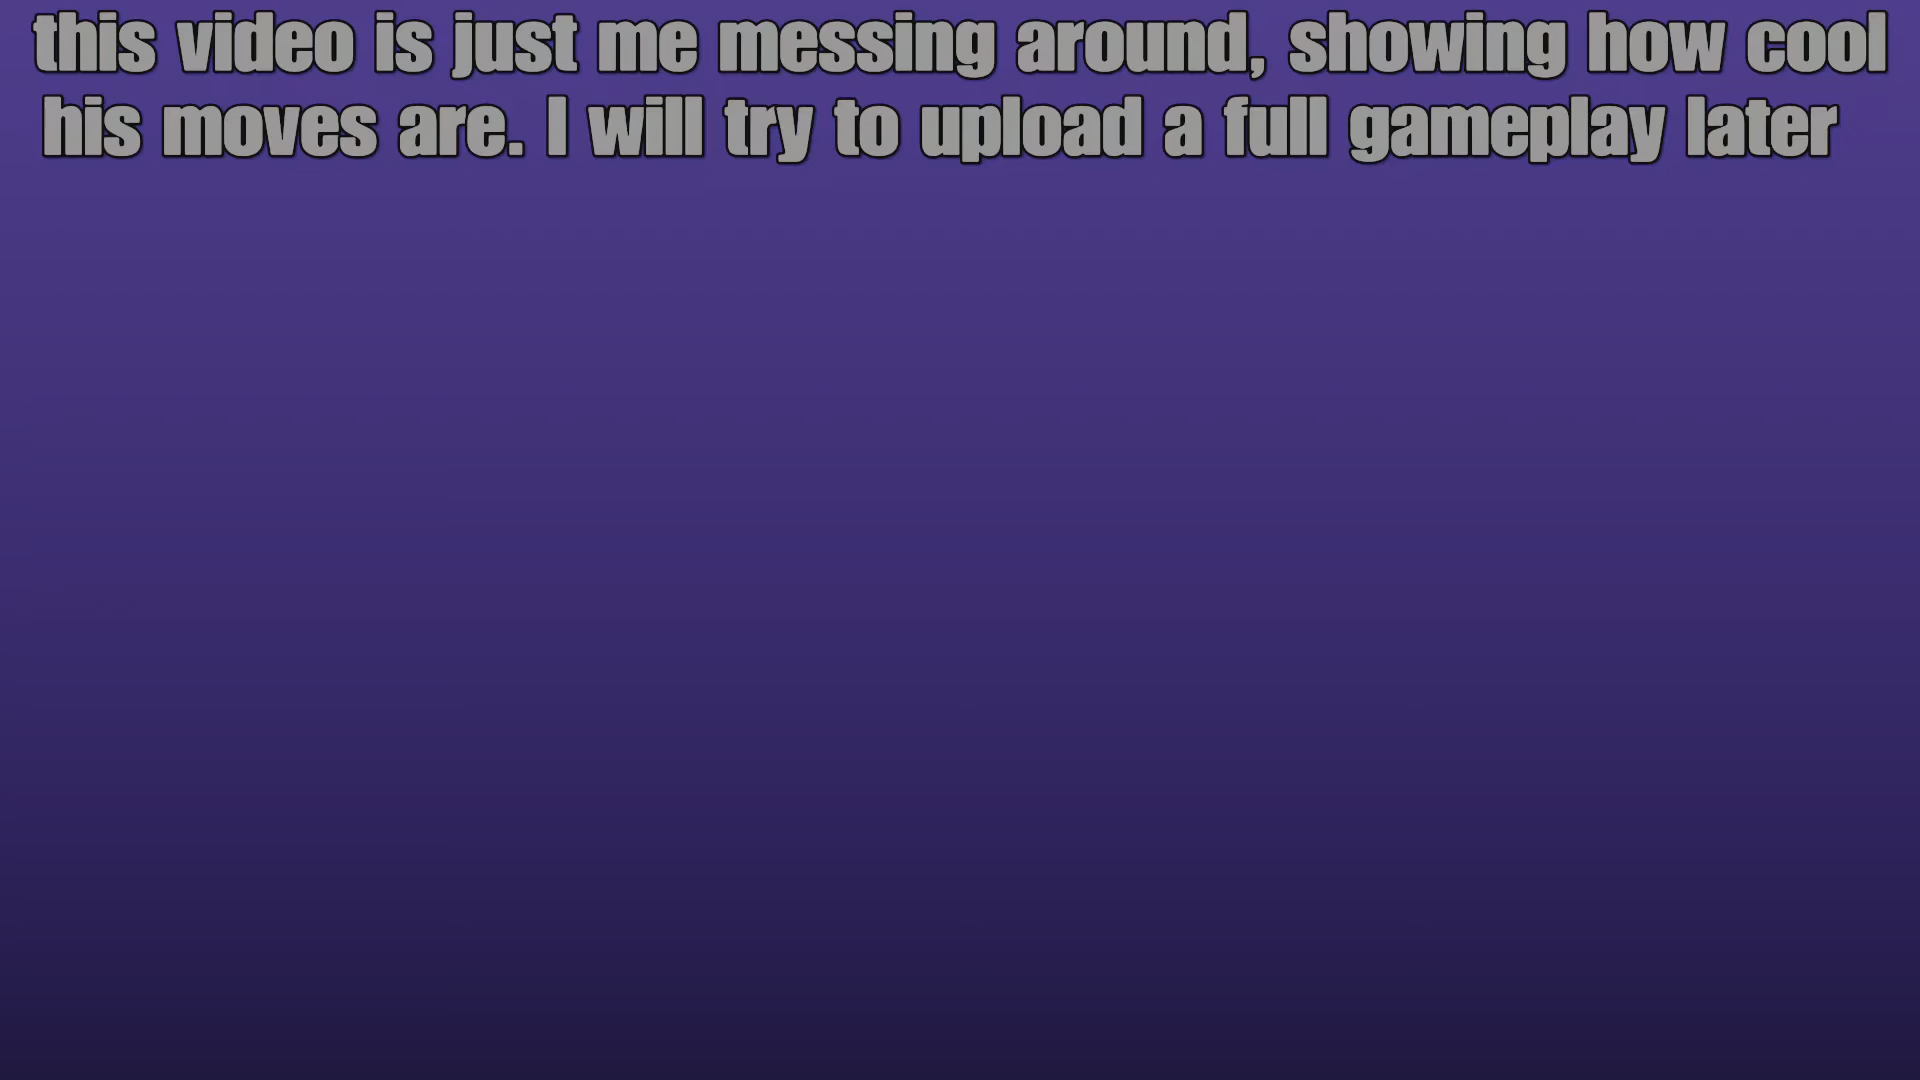 this video is just me messing around, showing how cool
his moves are. I will try to upload a full gameplay later